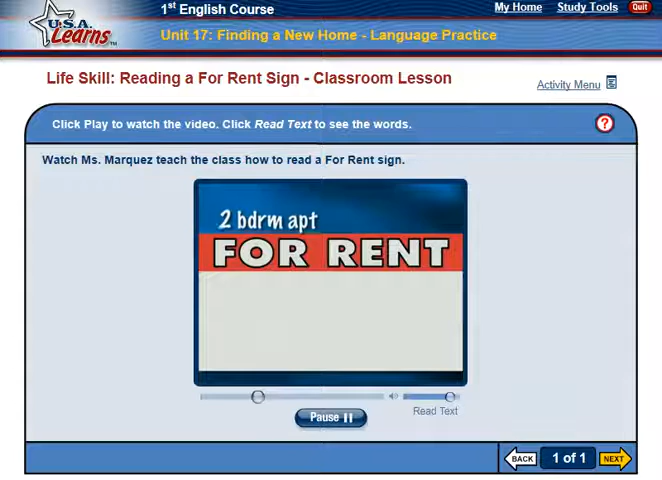 U.S.A.
Learns™
1st English Course
My Home Study Tools Quit
Unit 17: Finding a New Home - Language Practice
Life Skill: Reading a For Rent Sign - Classroom Lesson
Activity Menu
Click Play to watch the video. Click Read Text to see the words.
?
Watch Ms. Marquez teach the class how to read a For Rent sign.
2 bdrm apt
FOR RENT
Pause
Read Text
BACK 1 of 1 NEXT